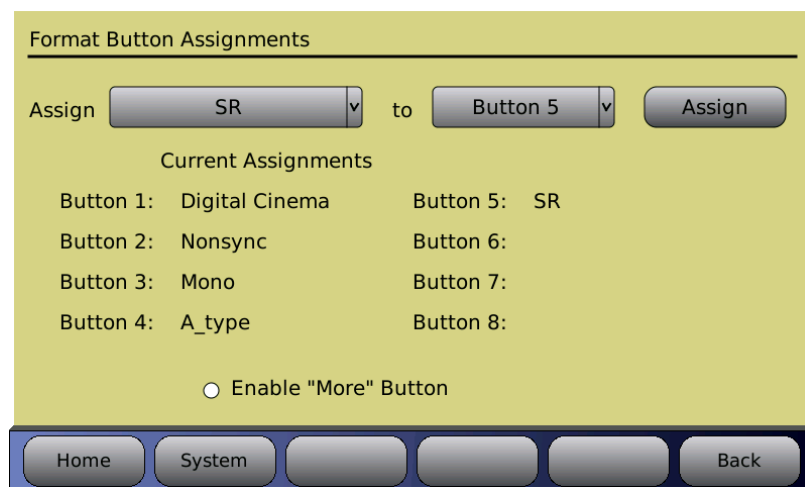 Format Button Assignments
Assign SR v to Button 5 v Assign
Current Assignments
Button 1: Digital Cinema Button 5: SR
Button 2: Nonsync Button 6:
Button 3: Mono Button 7:
Button 4: A_type Button 8:
Enable "More" Button
Home System Back